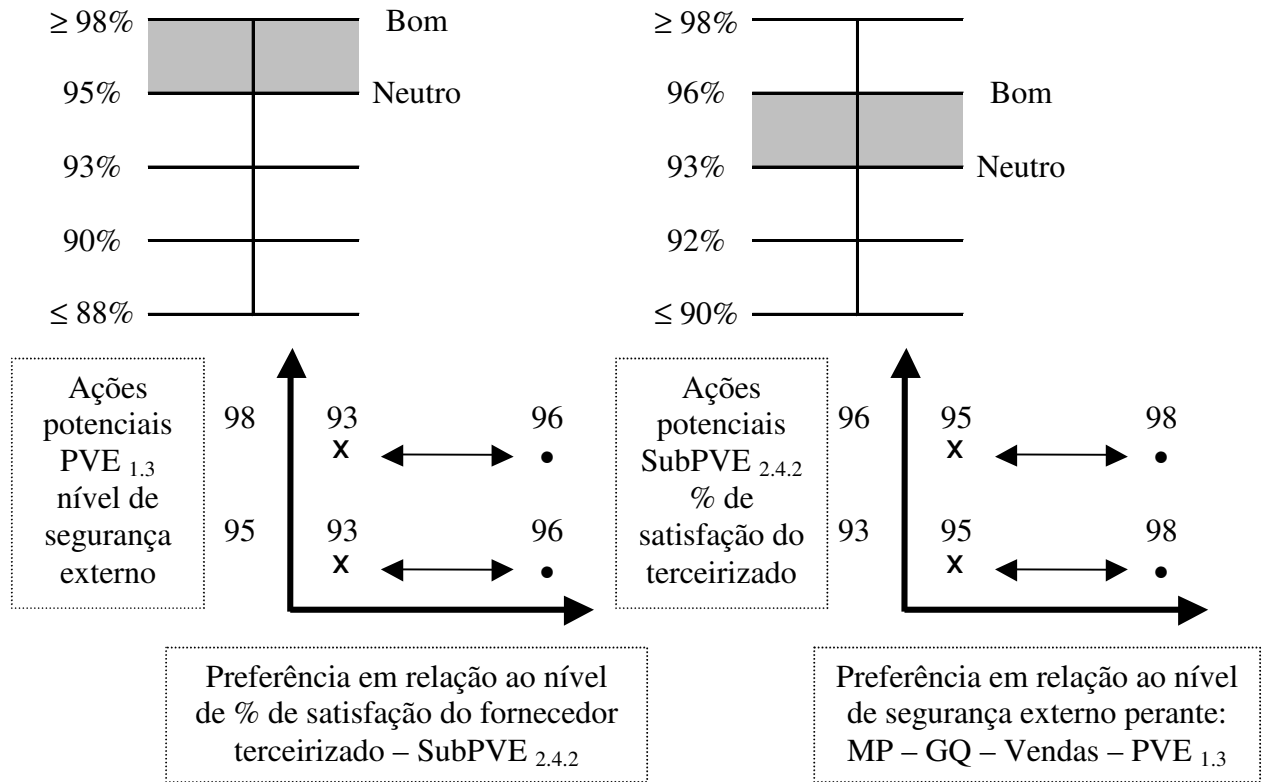 ≥ 98% Bom
95% Neutro
93%
90%
≤ 88%
≥ 98%
96% Bom
93% Neutro
92%
≤ 90%
Ações
potenciais
PVE 1.3
nível de
segurança
externo
98 93 96
x
95 93 96
x
Preferência em relação ao nível
de % de satisfação do fornecedor
terceirizado – SubPVE 2.4.2
Ações
potenciais
SubPVE 2.4.2
% de
satisfação do
terceirizado
96 95 98
x
93 95 98
x
Preferência em relação ao nível
de segurança externo perante:
MP – GQ – Vendas – PVE 1.3